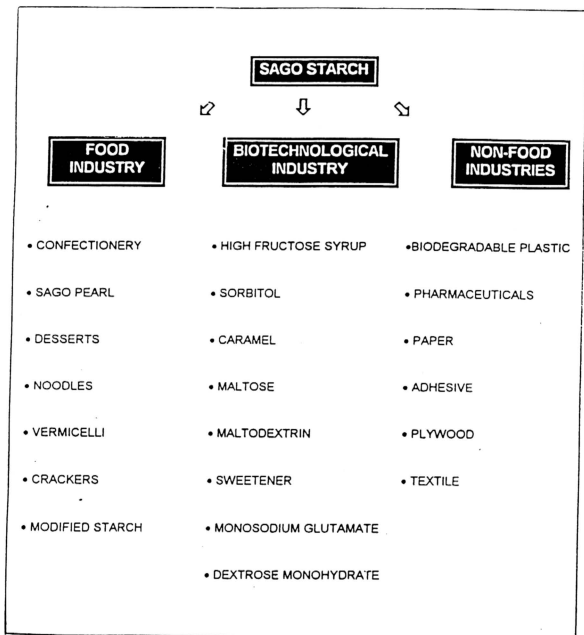 SAGO STARCH
FOOD
INDUSTRY
• CONFECTIONERY
• SAGO PEARL
• DESSERTS
• NOODLES
• VERMICELLI
• CRACKERS
• MODIFIED STARCH
BIOTECHNOLOGICAL
INDUSTRY
• HIGH FRUCTOSE SYRUP
• SORBITOL
• CARAMEL
• MALTOSE
• MALTODEXTRIN
• SWEETENER
• MONOSODIUM GLUTAMATE
• DEXTROSE MONOHYDRATE
NON-FOOD
INDUSTRIES
•BIODEGRADABLE PLASTIC
• PHARMACEUTICALS
• PAPER
• ADHESIVE
• PLYWOOD
• TEXTILE